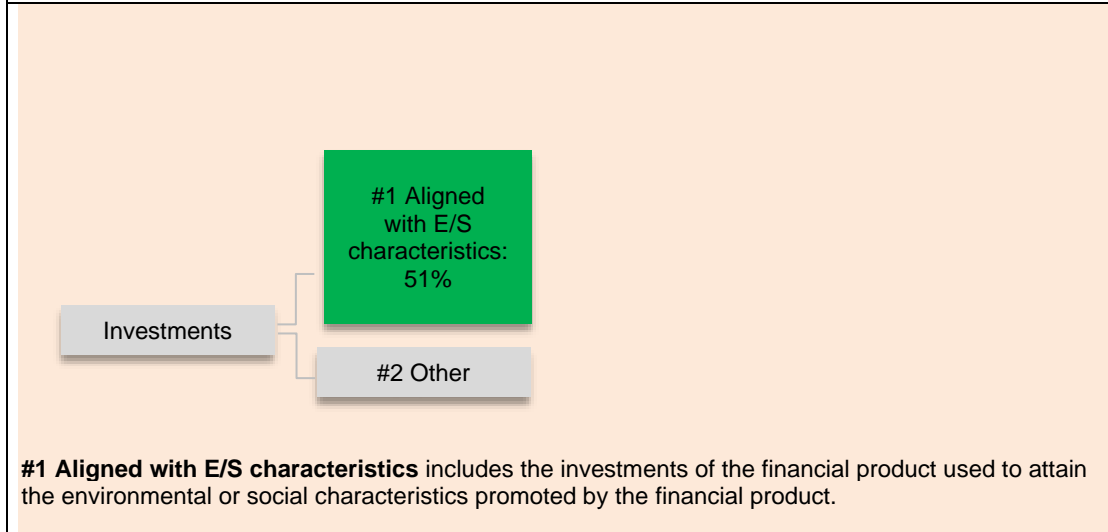 #1 Aligned
with E/S
characteristics:
51%
Investments
#2 Other
#1 Aligned with E/S characteristics includes the investments of the financial product used to attain
the environmental or social characteristics promoted by the financial product.